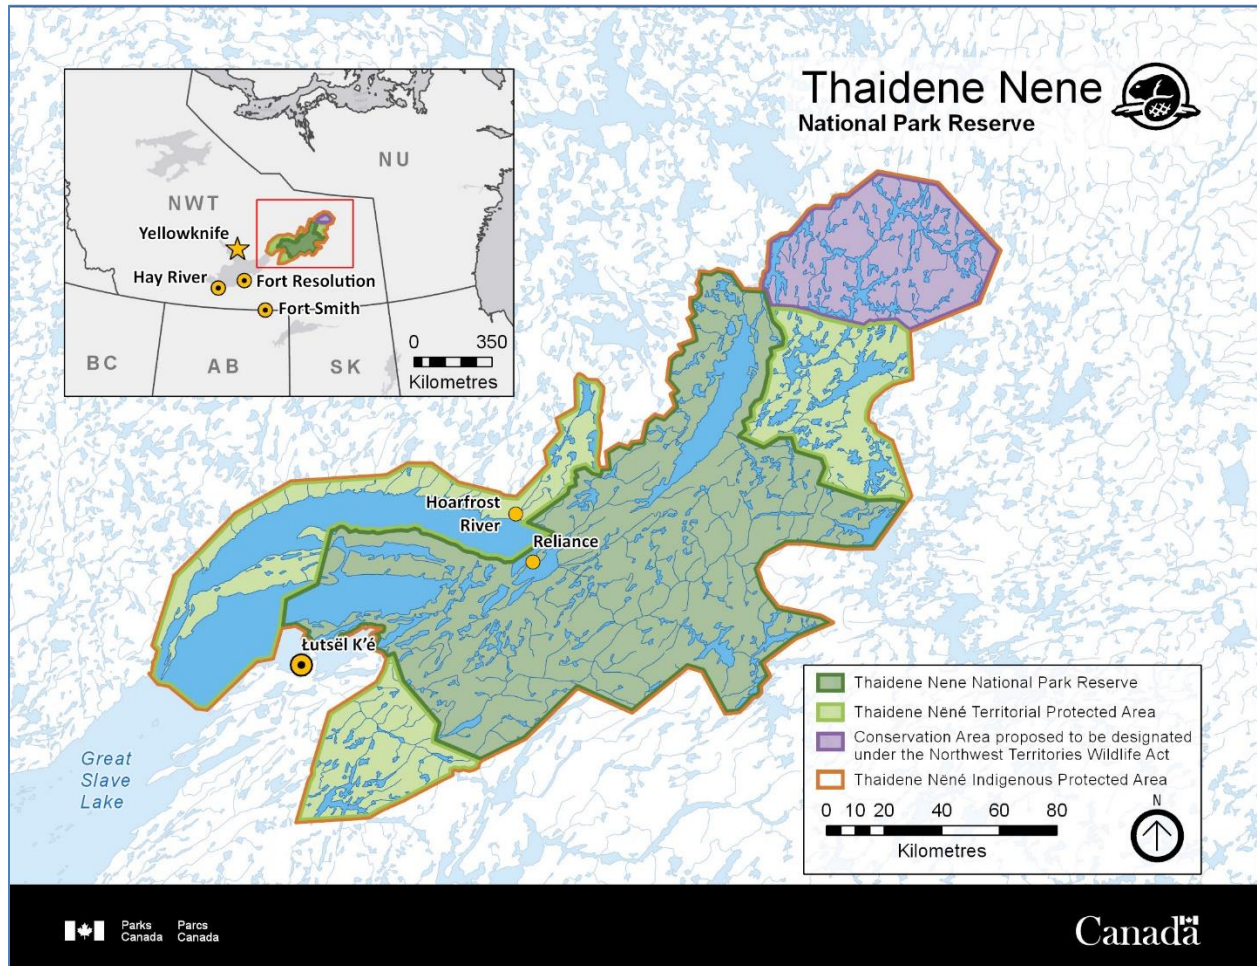 Thaidene Nene
National Park Reserve
NU
NWT
Yellowknife
Hay River
Fort Resolution
Fort Smith
BC
AB
SK
0 350
Kilometres
Hoarfrost
River
Reliance
Łutsël K'é
Great
Slave
Lake
Thaidene Nene National Park Reserve
Thaidene Nëné Territorial Protected Area
Conservation Area proposed to be designated
under the Northwest Territories Wildlife Act
Thaidene Nëné Indigenous Protected Area
0 10 20 40 60 80
Kilometres
N
Parks Parcs
Canada Canada
Canada